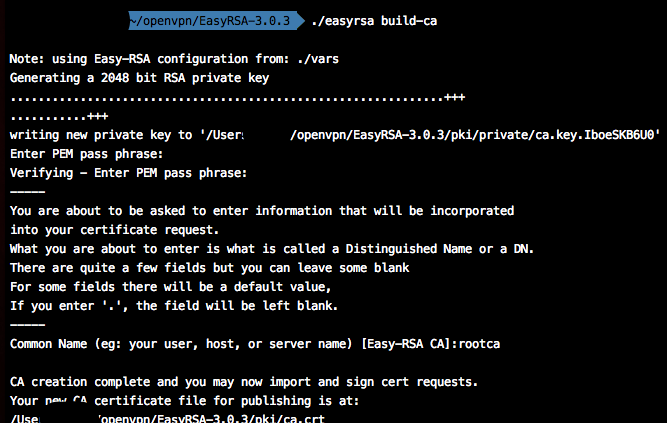 ~/openvpn/EasyRSA-3.0.3 ./easyrsa build-ca
Note: using Easy-RSA configuration from: ./vars
Generating a 2048 bit RSA private key
..............................................................+++
...........+++
writing new private key to '/User /openvpn/EasyRSA-3.0.3/pki/private/ca.key.IboeSKB6U0'
Enter PEM pass phrase:
Verifying - Enter PEM pass phrase:
-----
You are about to be asked to enter information that will be incorporated
into your certificate request.
What you are about to enter is what is called a Distinguished Name or a DN.
There are quite a few fields but you can leave some blank
For some fields there will be a default value,
If you enter '.', the field will be left blank.
-----
Common Name (eg: your user, host, or server name) [Easy-RSA CA]:rootca
CA creation complete and you may now import and sign cert requests.
Your new CA certificate file for publishing is at:
/Use /openvpn/EasyRSA-3.0.3/pki/ca.crt